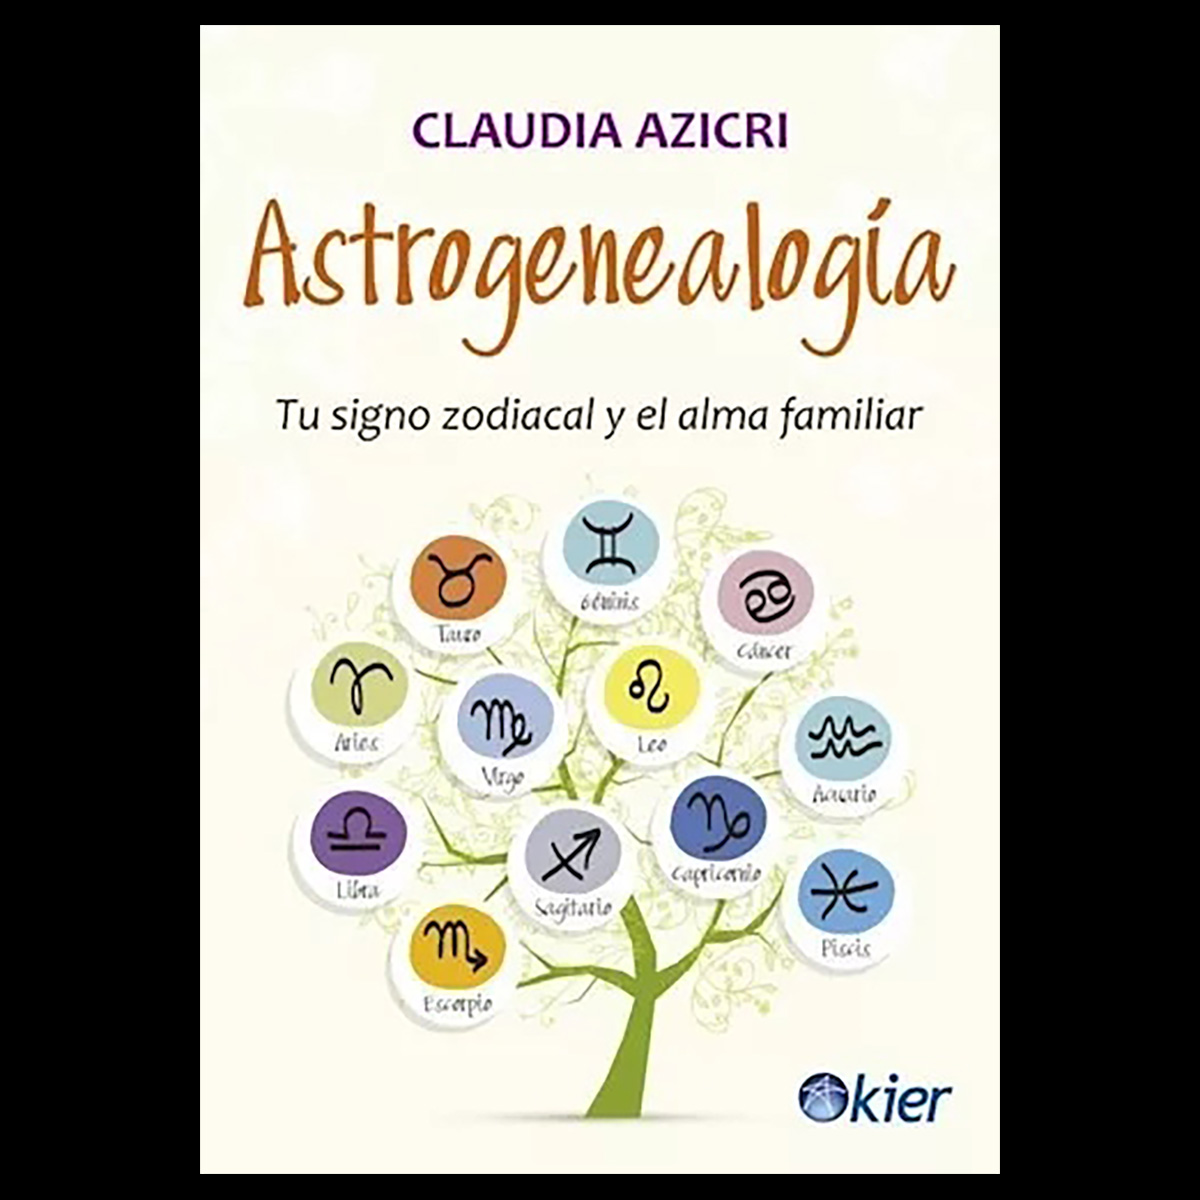 CLAUDIA AZICRI
Astrogenealogía
Tu signo zodiacal y el alma familiar
Géminis
Tauro
Cáncer
Aries
Virgo
Leo
Acuario
Libra
Sagitario
Capricornio
Piscis
Escorpio
kier